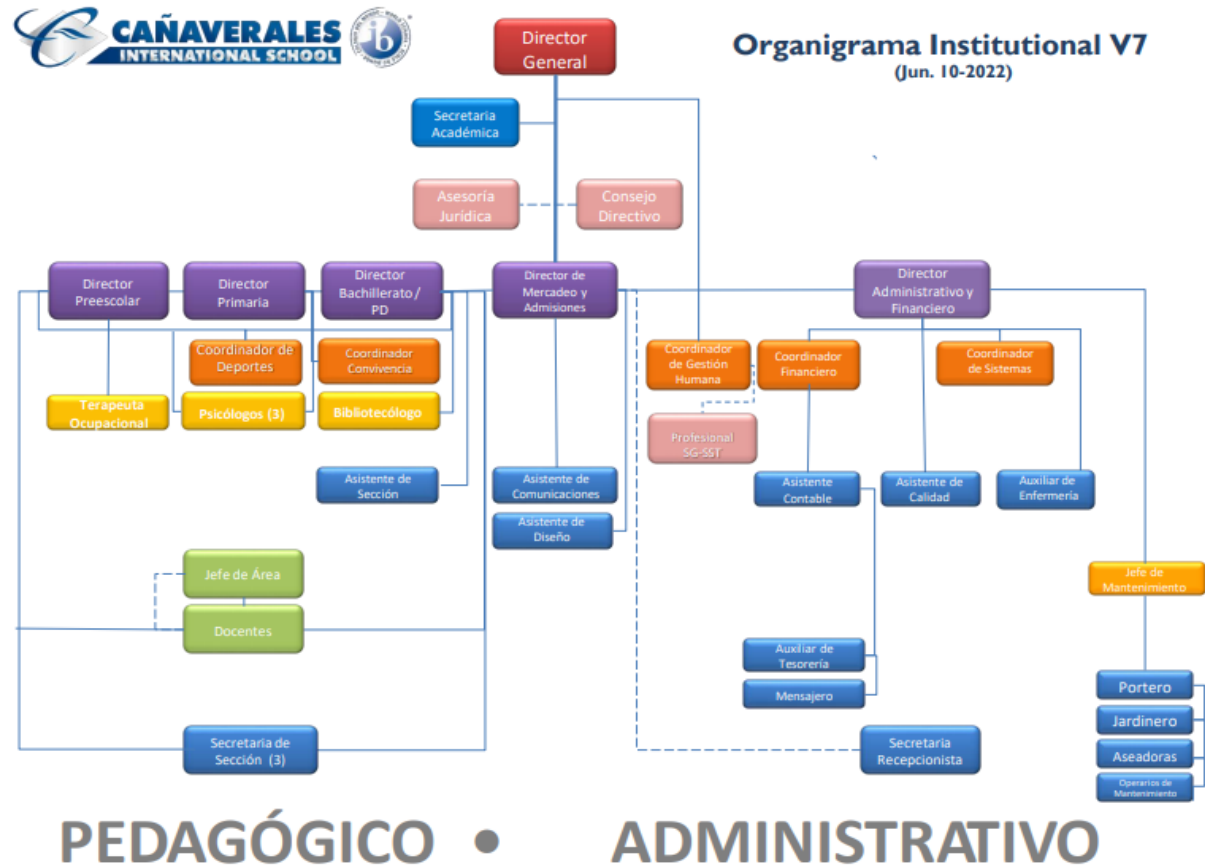 CAÑAVERALES
INTERNATIONAL SCHOOL
ib
Organigrama Institutional V7
(Jun. 10-2022)
Director
General
Secretaria
Académica
Asesoría
Jurídica
Consejo
Directivo
Director
Preescolar
Director
Primaria
Director
Bachillerato /
PD
Director de
Mercadeo y
Admisiones
Director
Administrativo y
Financiero
Coordinador de
Deportes
Coordinador
Convivencia
Coordinador
de Gestión
Humana
Coordinador
Financiero
Coordinador
de Sistemas
Terapeuta
Ocupacional
Psicólogos (3)
Bibliotecólogo
Profesional
SG-SST
Asistente de
Sección
Asistente de
Comunicaciones
Asistente de
Diseño
Asistente
Contable
Asistente de
Calidad
Auxiliar de
Enfermería
Jefe de Área
Docentes
Jefe de
Mantenimiento
Auxiliar de
Tesorería
Mensajero
Portero
Jardinero
Aseadoras
Operarios de
Mantenimiento
Secretaria de
Sección (3)
Secretaria
Recepcionista
PEDAGÓGICO • ADMINISTRATIVO